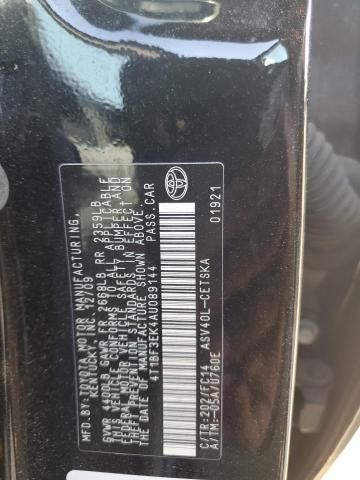 MFD.BY:TOYOTA MOTOR MANUFACTURING,
KENTUCKY, INC. 12/09
GVWR 4400LB GAWR FR 2668LB RR 2359LB
THIS VEHICLE CONFORMS TO ALL APPLICABLE
FEDERAL MOTOR VEHICLE SAFETY, BUMPER AND
THEFT PREVENTION STANDARDS IN EFFECT
ON THE DATE OF MANUFACTURE SHOWN ABOVE.
4T1BF3EK4AU089144 PASS.CAR
C/TR:202/FC14 ASV40L-CETSKA
A/TM:-05A/U760E 01921